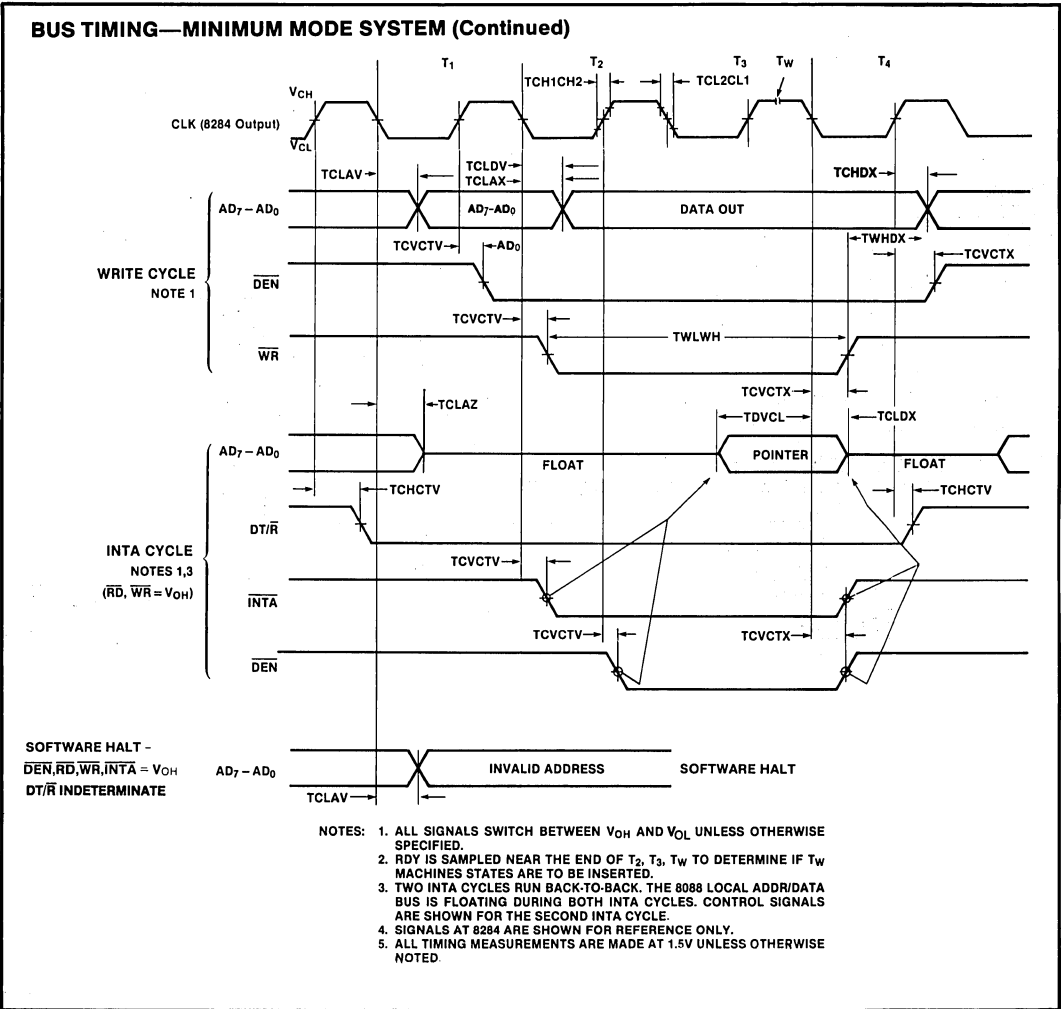 BUS TIMING—MINIMUM MODE SYSTEM (Continued)
T1
T2
T3
TW
T4
TCH1CH2
TCL2CL1
VCH
CLK (8284 Output)
VCL
TCLAV
TCLDV
TCLAX
TCHDX
AD7–AD0
AD7-AD0
DATA OUT
TCVCTV
AD0
TWHDX
TCVCTX
WRITE CYCLE
NOTE 1
DEN
TCVCTV
TWLWH
WR
TCVCTX
TCLAZ
TDVCL
TCLDX
AD7–AD0
FLOAT
POINTER
FLOAT
TCHCTV
TCHCTV
DT/R
INTA CYCLE
NOTES 1,3
(RD, WR = VOH)
TCVCTV
INTA
TCVCTV
TCVCTX
DEN
SOFTWARE HALT –
DEN,RD,WR,INTA = VOH
DT/R INDETERMINATE
AD7–AD0
INVALID ADDRESS
SOFTWARE HALT
TCLAV
NOTES: 1. ALL SIGNALS SWITCH BETWEEN VOH AND VOL UNLESS OTHERWISE
SPECIFIED.
2. RDY IS SAMPLED NEAR THE END OF T2, T3, TW TO DETERMINE IF TW
MACHINES STATES ARE TO BE INSERTED.
3. TWO INTA CYCLES RUN BACK-TO-BACK. THE 8088 LOCAL ADDR/DATA
BUS IS FLOATING DURING BOTH INTA CYCLES. CONTROL SIGNALS
ARE SHOWN FOR THE SECOND INTA CYCLE.
4. SIGNALS AT 8284 ARE SHOWN FOR REFERENCE ONLY.
5. ALL TIMING MEASUREMENTS ARE MADE AT 1.5V UNLESS OTHERWISE
NOTED.